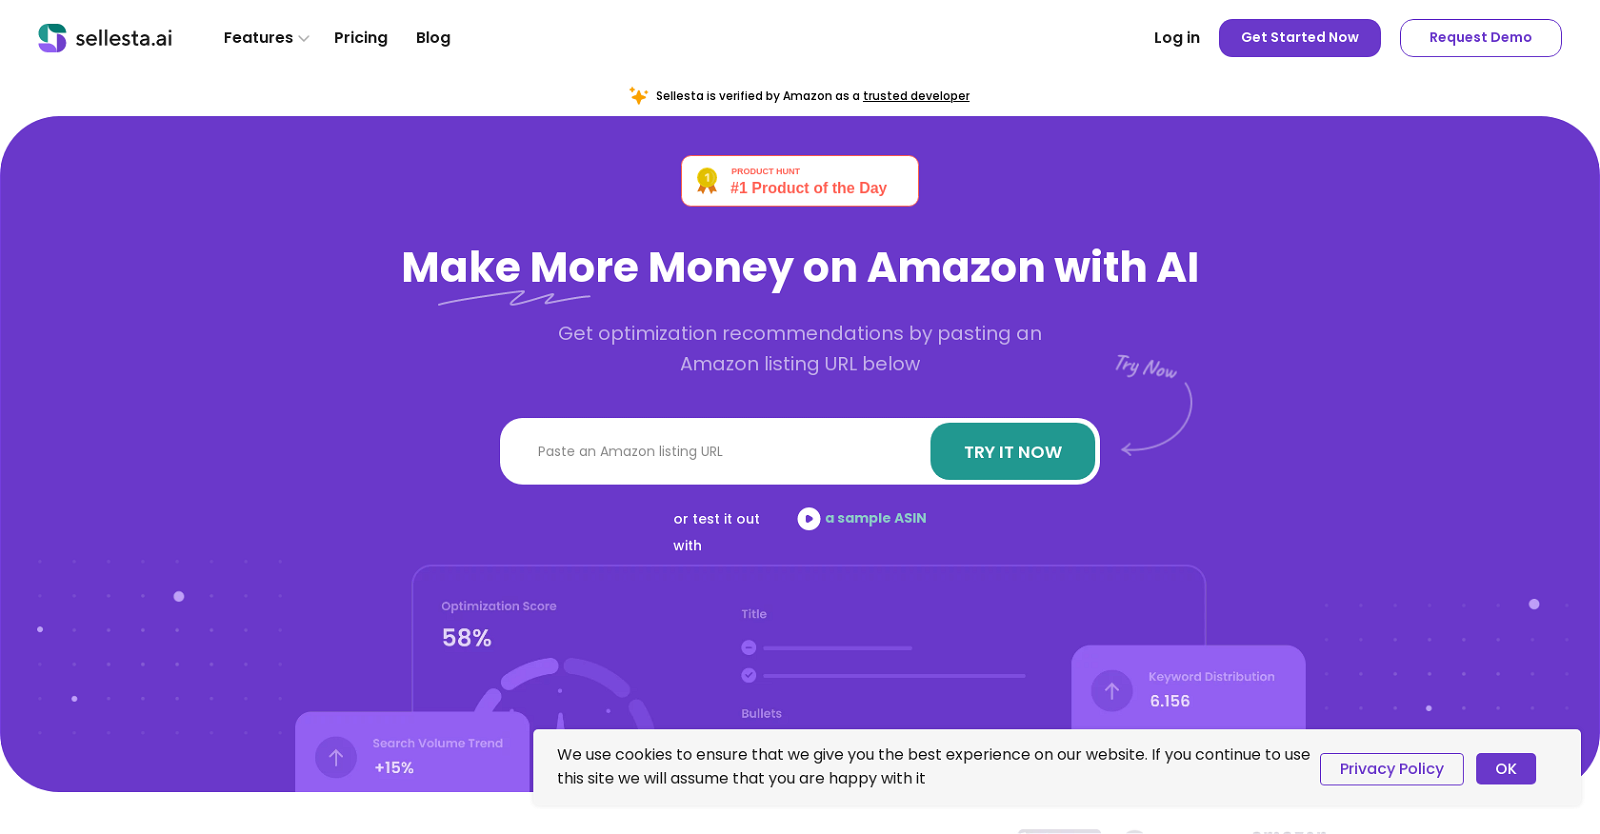 sellesta.ai
Features
Pricing
Blog
Log in
Get Started Now
Request Demo
Sellesta is verified by Amazon as a trusted developer
1
PRODUCT HUNT
#1 Product of the Day
Make More Money on Amazon with AI
Get optimization recommendations by pasting an
Amazon listing URL below
Try Now
Paste an Amazon listing URL
TRY IT NOW
or test it out
with
a sample ASIN
Optimization Score
58%
Title
Bullets
Keyword Distribution
6.156
Search Volume Trend
+15%
We use cookies to ensure that we give you the best experience on our website. If you continue to use
this site we will assume that you are happy with it
Privacy Policy
OK